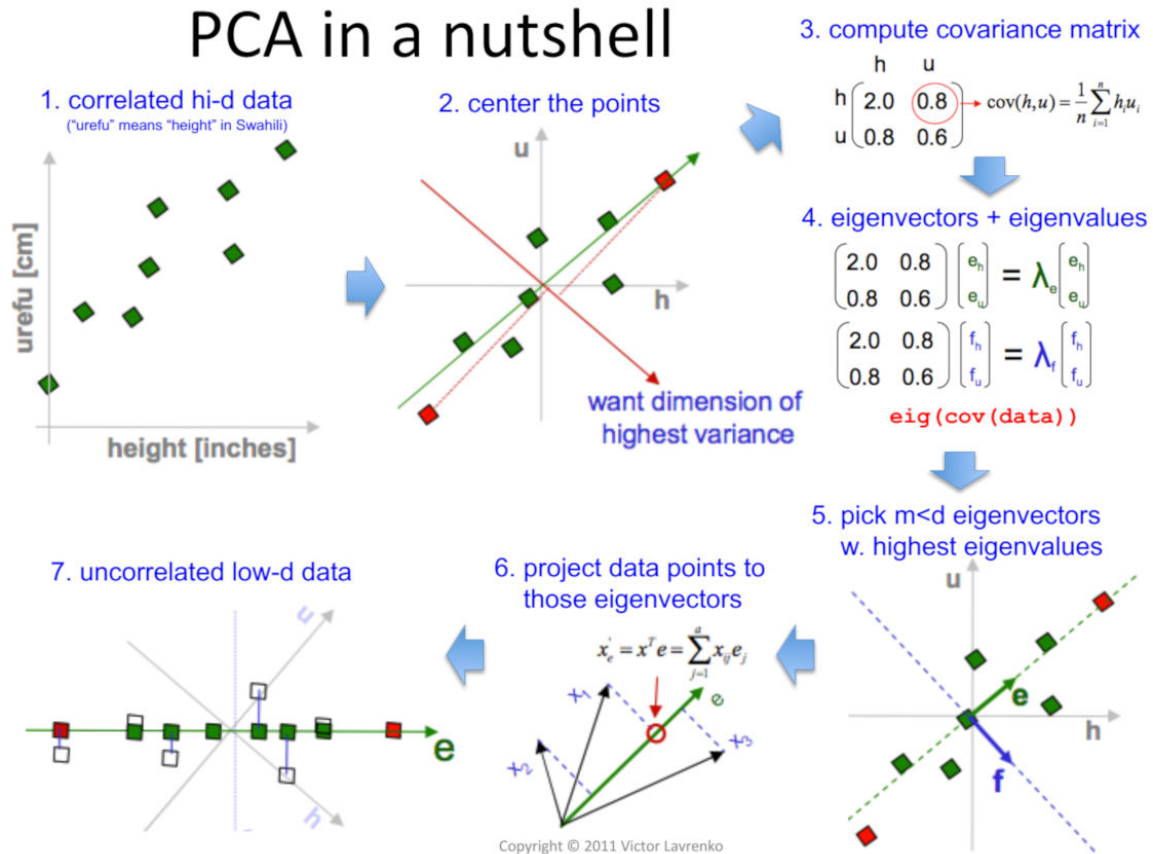 PCA in a nutshell
1. correlated hi-d data
("urefu" means "height" in Swahili)
urefu [cm]
height [inches]
2. center the points
u
h
want dimension of
highest variance
3. compute covariance matrix
h u
h 2.0 0.8
u 0.8 0.6
cov(h,u) = 1/n ∑ i=1 n h_i u_i
4. eigenvectors + eigenvalues
2.0 0.8 e_h = λ_e e_h
0.8 0.6 e_u e_u
2.0 0.8 f_h = λ_f f_h
0.8 0.6 f_u f_u
eig(cov(data))
5. pick m<d eigenvectors
w. highest eigenvalues
u
e
h
f
6. project data points to
those eigenvectors
x'_e = x^T e = ∑ j=1 d x_ij e_j
x_1
e
x_2
x_3
7. uncorrelated low-d data
u
e
h
Copyright © 2011 Victor Lavrenko